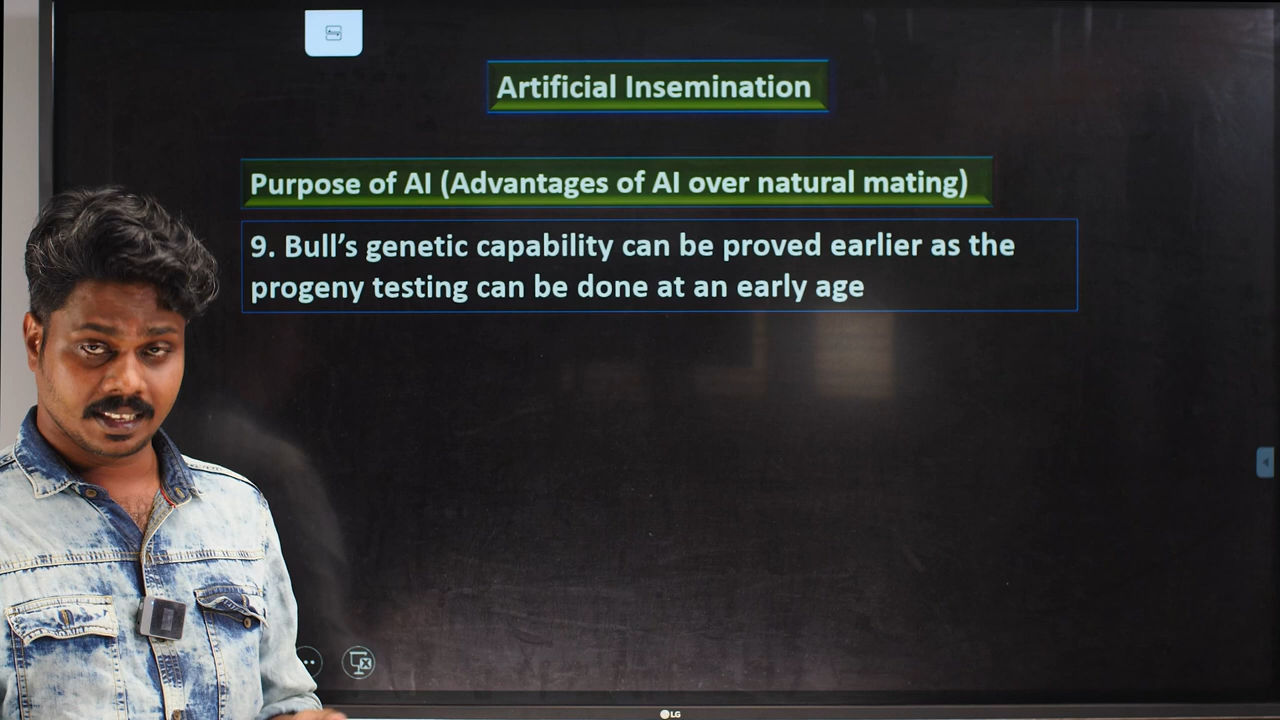 Artificial Insemination
Purpose of AI (Advantages of AI over natural mating)
9. Bull’s genetic capability can be proved earlier as the
progeny testing can be done at an early age
LG